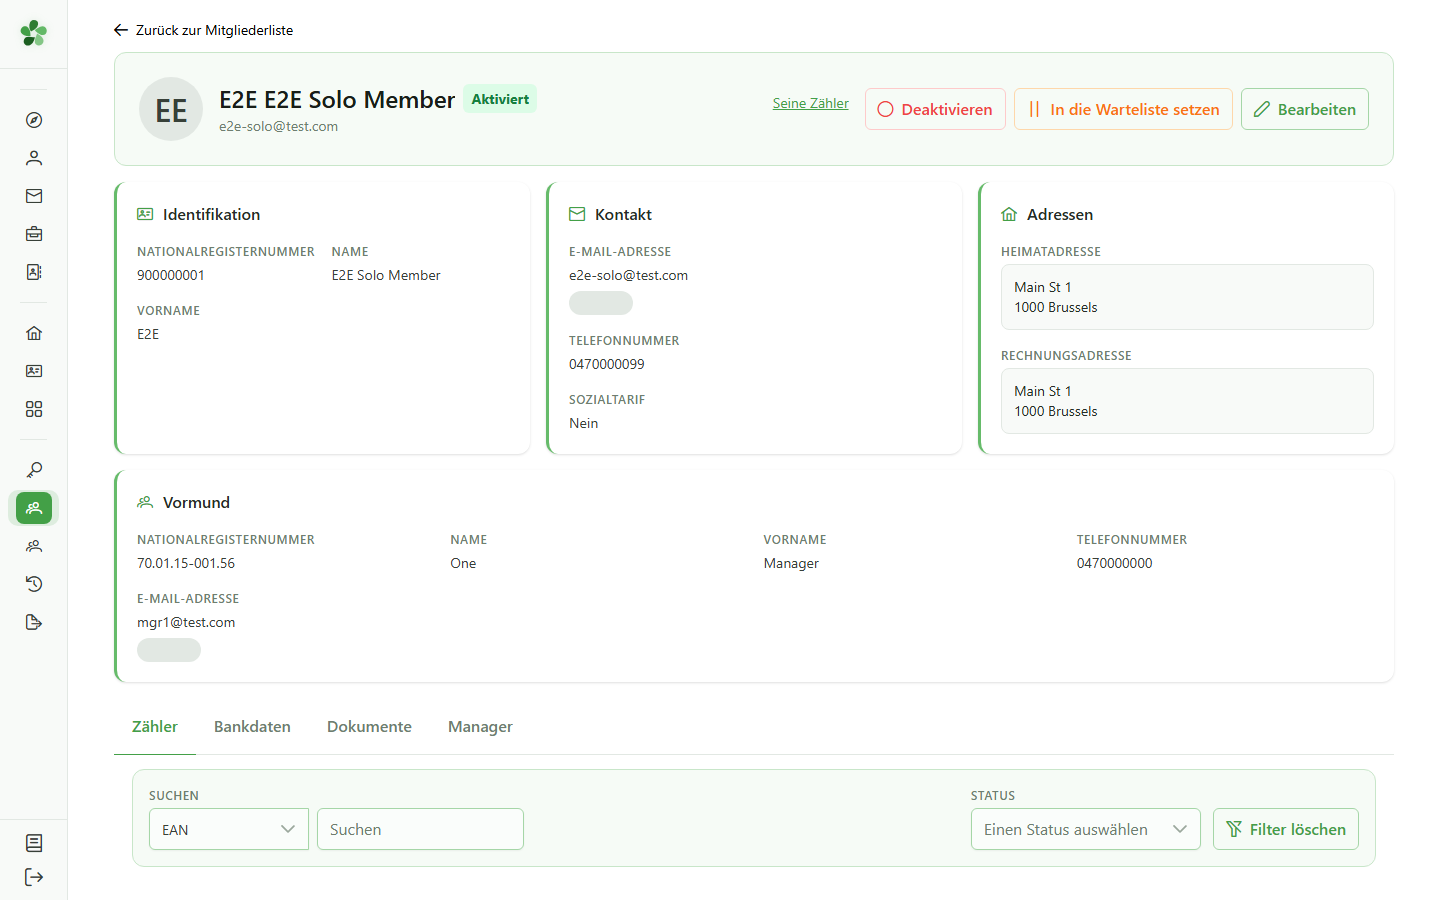 Zurück zur Mitgliederliste
EE
E2E E2E Solo Member
Aktiviert
e2e-solo@test.com
Seine Zähler
Deaktivieren
In die Warteliste setzen
Bearbeiten
Identifikation
NATIONALREGISTERNUMMER
NAME
900000001
E2E Solo Member
VORNAME
E2E
Kontakt
E-MAIL-ADRESSE
e2e-solo@test.com
TELEFONNUMMER
0470000099
SOZIALTARIF
Nein
Adressen
HEIMATADRESSE
Main St 1
1000 Brussels
RECHNUNGSADRESSE
Main St 1
1000 Brussels
Vormund
NATIONALREGISTERNUMMER
NAME
VORNAME
TELEFONNUMMER
70.01.15-001.56
One
Manager
0470000000
E-MAIL-ADRESSE
mgr1@test.com
Zähler
Bankdaten
Dokumente
Manager
SUCHEN
STATUS
EAN
Suchen
Einen Status auswählen
Filter löschen